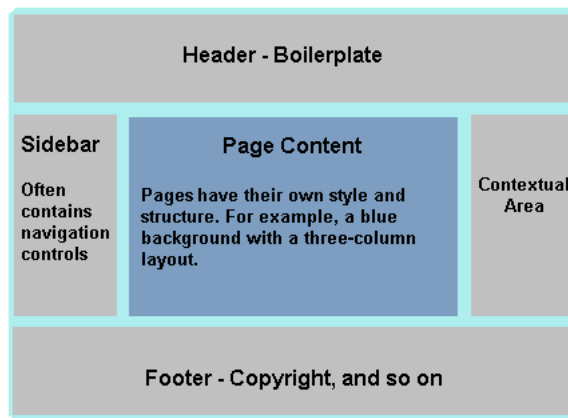 Header - Boilerplate
Sidebar
Often
contains
navigation
controls
Page Content
Pages have their own style and
structure. For example, a blue
background with a three-column
layout.
Contextual
Area
Footer - Copyright, and so on